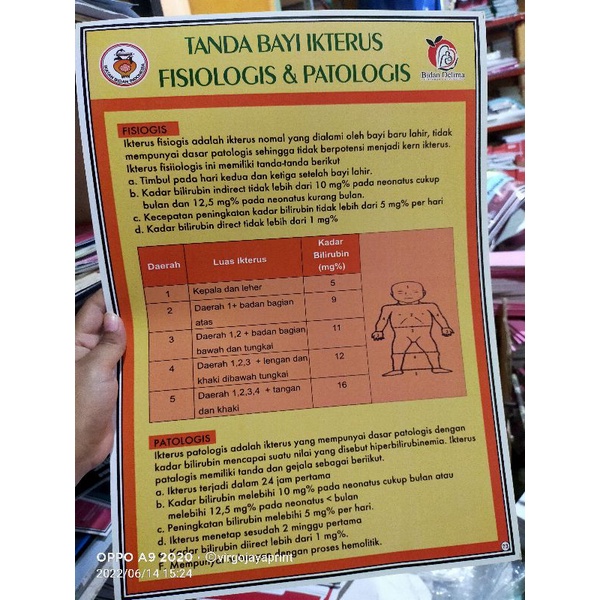 TANDA BAYI IKTERUS
FISIOLOGIS & PATOLOGIS
IKATAN BIDAN INDONESIA
Bidan Delima
FISIOGIS
Ikterus fisiogis adalah ikterus nomal yang dialami oleh bayi baru lahir, tidak
mempunyai dasar patologis sehingga tidak berpotensi menjadi kern ikterus.
Ikterus fisiiologis ini memiliki tanda-tanda berikut
a. Timbul pada hari kedua dan ketiga setelah bayi lahir.
b. Kadar bilirubin indirect tidak lebih dari 10 mg% pada neonatus cukup
bulan dan 12,5 mg% pada neonatus kurang bulan.
c. Kecepatan peningkatan kadar bilirubin tidak lebih dari 5 mg% per hari
d. Kadar bilirubin direct tidak lebih dari 1 mg%
Daerah Luas Ikterus Kadar Bilirubin (mg%)
1 Kepala dan leher 5
2 Daerah 1+ badan bagian atas 9
3 Daerah 1,2 + badan bagian bawah dan tungkai 11
4 Daerah 1,2,3 + lengan dan khaki dibawah tungkai 12
5 Daerah 1,2,3,4 + tangan dan khaki 16
PATOLOGIS
Ikterus patologis adalah ikterus yang mempunyai dasar patologis dengan
kadar bilirubin mencapai suatu nilai yang disebut hiperbilirubinemia. Ikterus
patologis memiliki tanda dan gejala sebagai beriikut.
a. Ikterus terjadi dalam 24 jam pertama
b. Kadar bilirubin melebihi 10 mg% pada neonatus cukup bulan atau
melebihi 12,5 mg% pada neonatus < bulan
c. Peningkatan bilirubin melebihi 5 mg% per hari.
d. Ikterus menetap sesudah 2 minggu pertama
Kadar bilirubin diirect lebih dari 1 mg%.
F. Mempunyai dengan proses hemolitik.
OPPO A9 2020 · ©virgojayaprint
2022/06/14 15:24